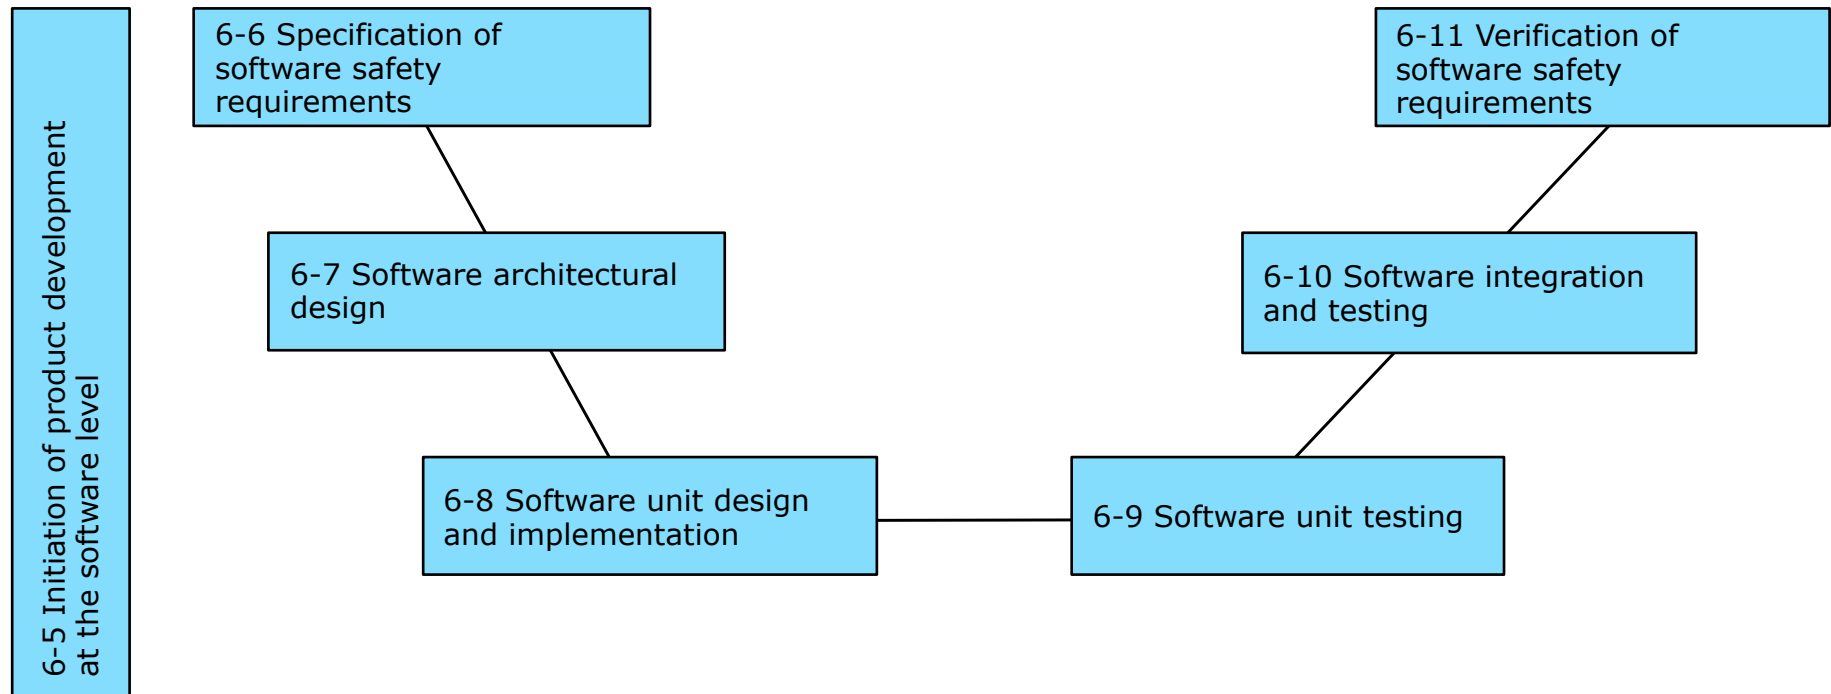 6-5 Initiation of product development
at the software level
6-6 Specification of
software safety
requirements
6-7 Software architectural
design
6-8 Software unit design
and implementation
6-9 Software unit testing
6-10 Software integration
and testing
6-11 Verification of
software safety
requirements